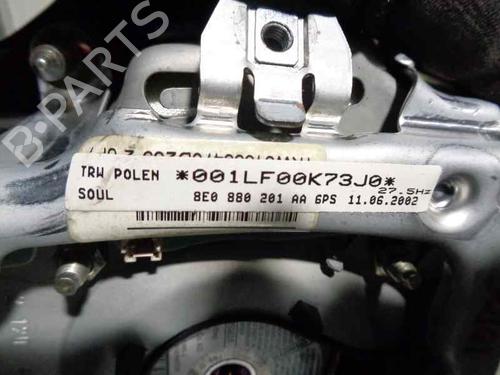 B-PARTS
TRW POLEN *001LF00K73J0*
27.5Hz
SOUL 8E0 880 201 AA GPS 11.06.2002